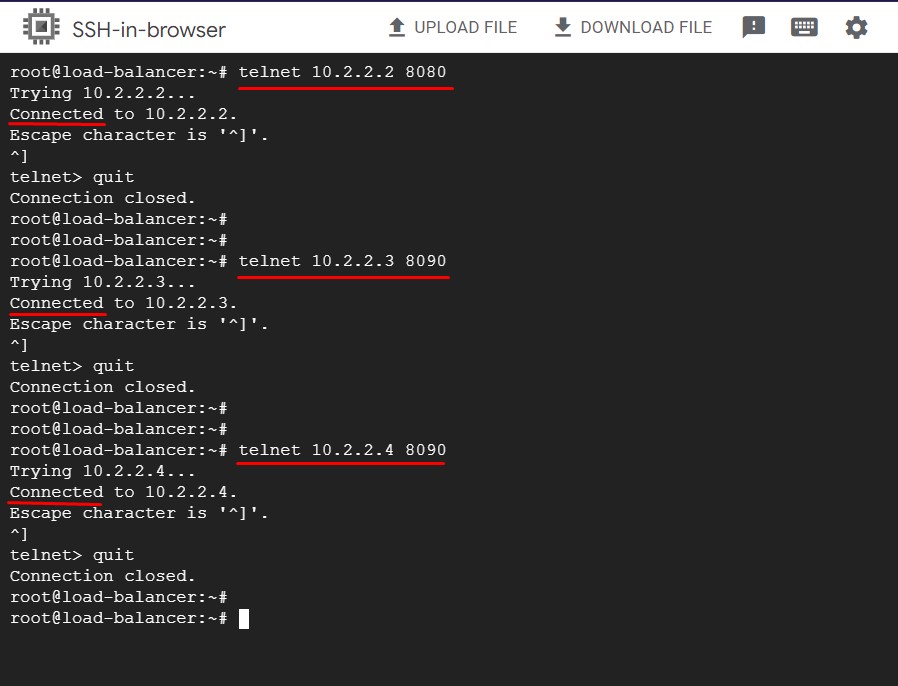 SSH-in-browser
UPLOAD FILE
DOWNLOAD FILE
root@load-balancer:~# telnet 10.2.2.2 8080
Trying 10.2.2.2...
Connected to 10.2.2.2.
Escape character is '^]'.
^]
telnet> quit
Connection closed.
root@load-balancer:~#
root@load-balancer:~#
root@load-balancer:~# telnet 10.2.2.3 8090
Trying 10.2.2.3...
Connected to 10.2.2.3.
Escape character is '^]'.
^]
telnet> quit
Connection closed.
root@load-balancer:~#
root@load-balancer:~#
root@load-balancer:~# telnet 10.2.2.4 8090
Trying 10.2.2.4...
Connected to 10.2.2.4.
Escape character is '^]'.
^]
telnet> quit
Connection closed.
root@load-balancer:~#
root@load-balancer:~#